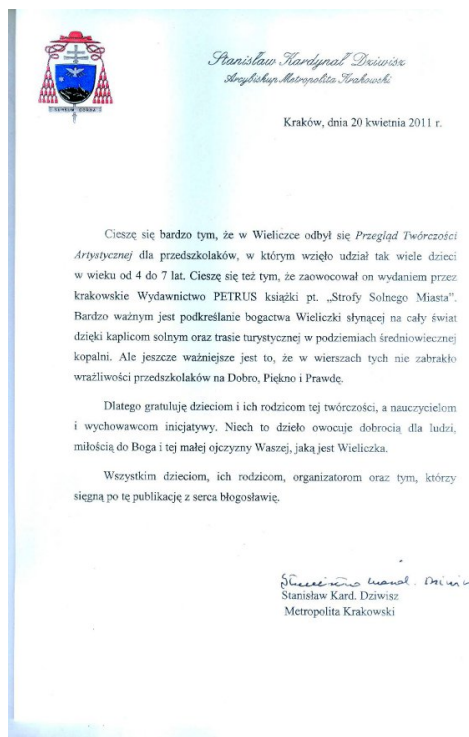 Stanisław Kardynał Dziwisz
Arcybiskup Metropolita Krakowski
SURSUM CORDA
Kraków, dnia 20 kwietnia 2011 r.
Cieszę się bardzo tym, że w Wieliczce odbył się Przegląd Twórczości
Artystycznej dla przedszkolaków, w którym wzięło udział tak wiele dzieci
w wieku od 4 do 7 lat. Cieszę się też tym, że zaowocował on wydaniem przez
krakowskie Wydawnictwo PETRUS książki pt. „Strofy Solnego Miasta”.
Bardzo ważnym jest podkreślanie bogactwa Wieliczki słynącej na cały świat
dzięki kaplicom solnym oraz trasie turystycznej w podziemiach średniowiecznej
kopalni. Ale jeszcze ważniejsze jest to, że w wierszach tych nie zabrakło
wrażliwości przedszkolaków na Dobro, Piękno i Prawdę.
Dlatego gratuluję dzieciom i ich rodzicom tej twórczości, a nauczycielom
i wychowawcom inicjatywy. Niech to dzieło owocuje dobrocią dla ludzi,
miłością do Boga i tej małej ojczyzny Waszej, jaką jest Wieliczka.
Wszystkim dzieciom, ich rodzicom, organizatorom oraz tym, którzy
sięgną po tę publikację z serca błogosławię.
Stanisław Kard. Dziwisz
Metropolita Krakowski